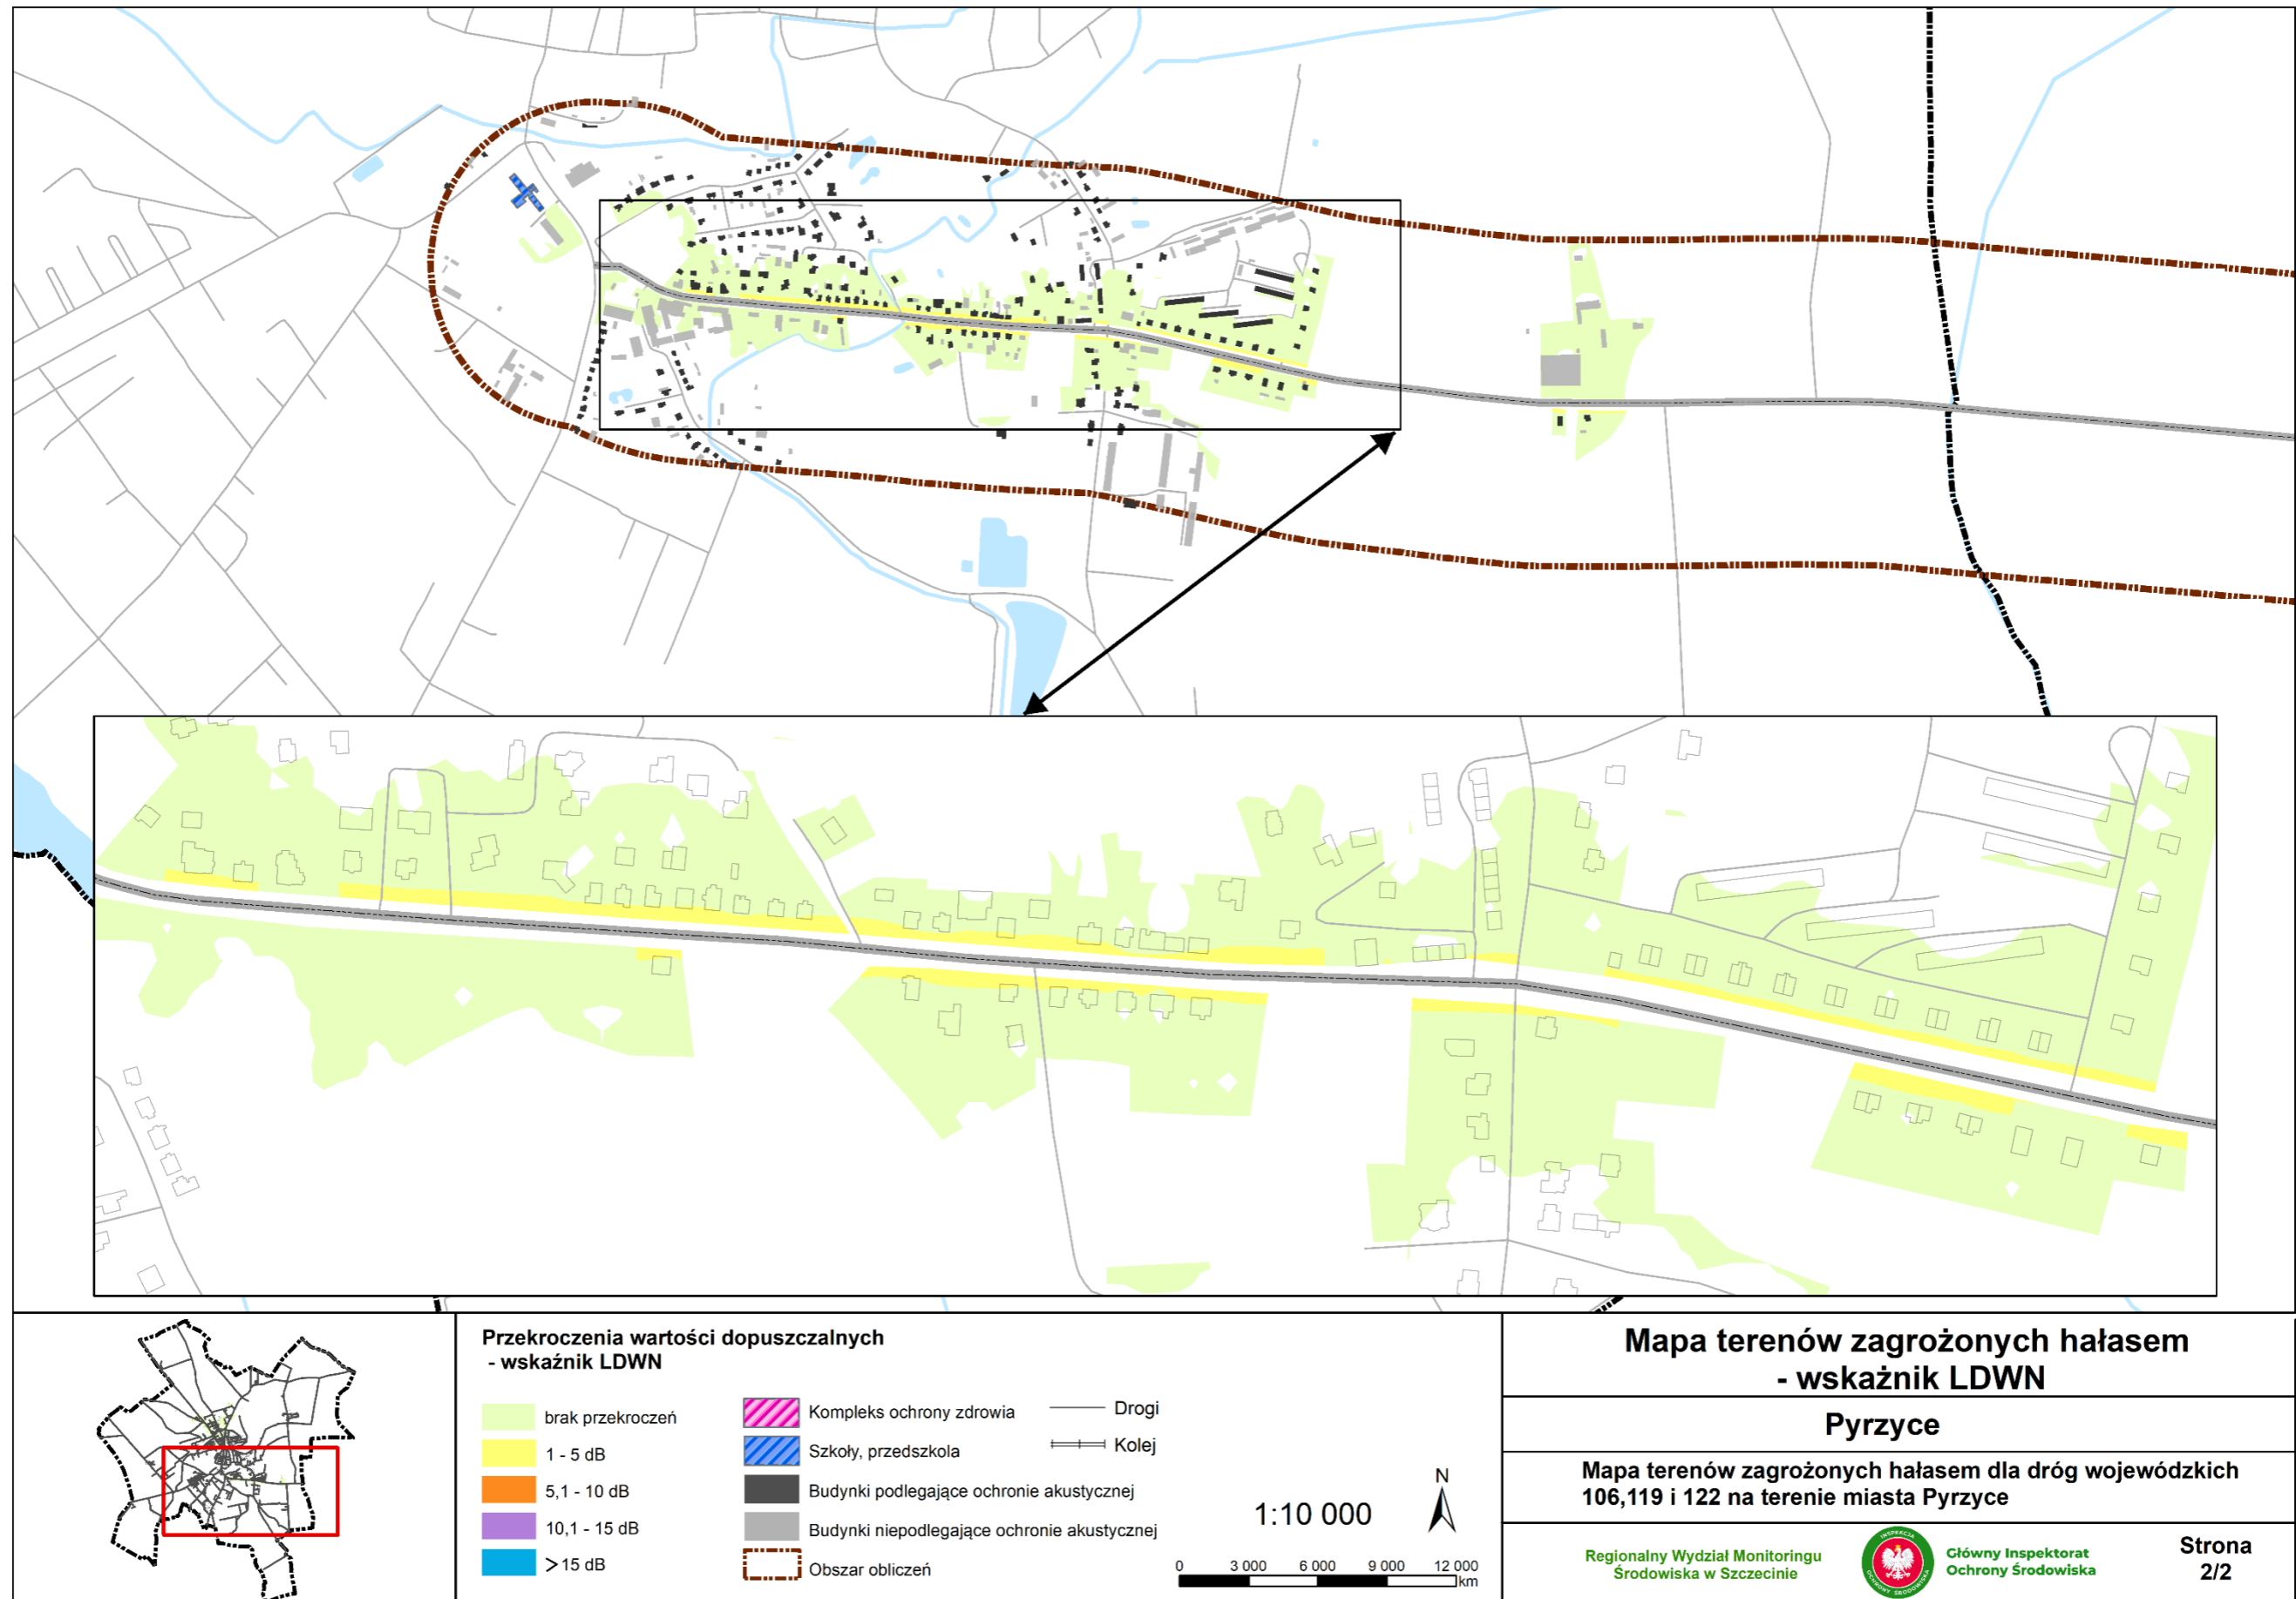 Przekroczenia wartości dopuszczalnych
- wskaźnik LDWN
brak przekroczeń
1 - 5 dB
5,1 - 10 dB
10,1 - 15 dB
>15 dB
Kompleks ochrony zdrowia
Szkoły, przedszkola
Budynki podlegające ochronie akustycznej
Budynki niepodlegające ochronie akustycznej
Obszar obliczeń
Drogi
Kolej
1:10 000
N
0 3 000 6 000 9 000 12 000
km
Mapa terenów zagrożonych hałasem
- wskażnik LDWN
Pyrzyce
Mapa terenów zagrożonych hałasem dla dróg wojewódzkich
106,119 i 122 na terenie miasta Pyrzyce
Regionalny Wydział Monitoringu
Środowiska w Szczecinie
INSPEKCJA
OCHRONY ŚRODOWISKA
Główny Inspektorat
Ochrony Środowiska
Strona
2/2